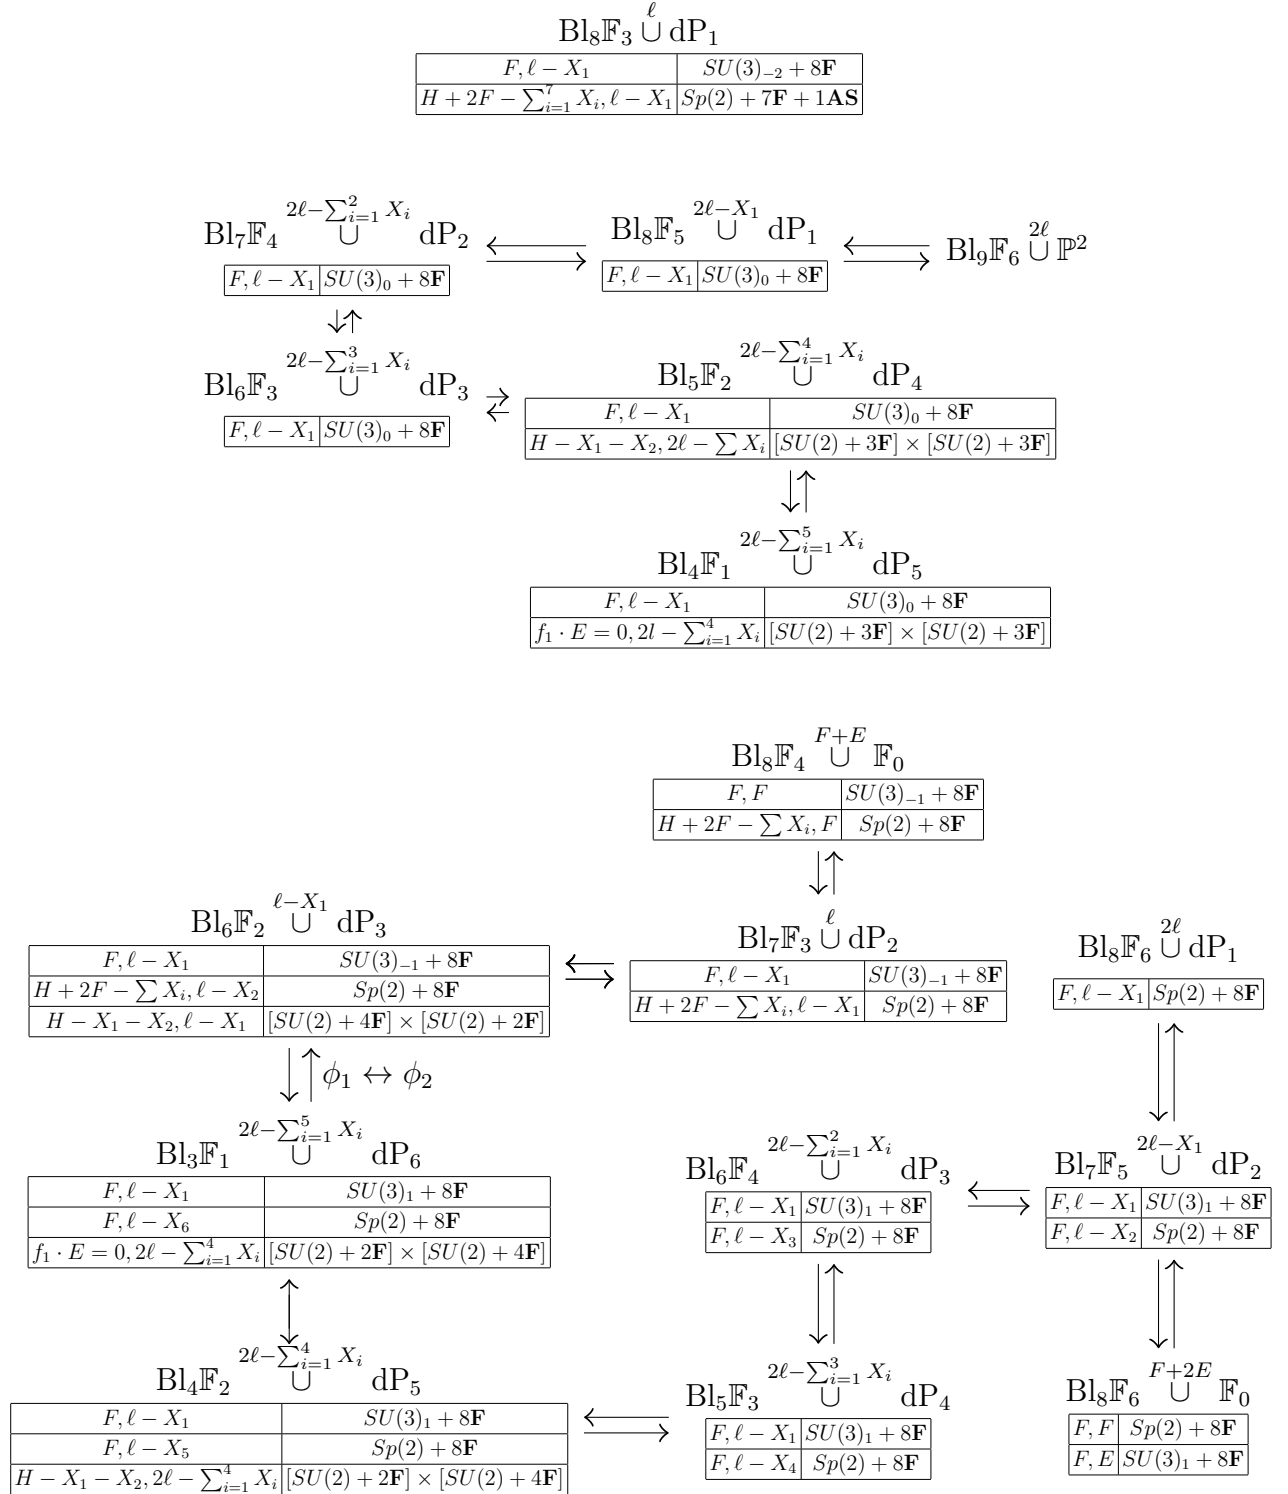 Bl₈𝔽₃ ∪^{ℓ} dP₁
F, ℓ − X₁ | SU(3)₋₂ + 8𝐅
H + 2F − ∑_{i=1}^{7} X_i, ℓ − X₁ | Sp(2) + 7𝐅 + 1𝐀𝐒
Bl₇𝔽₄ ∪^{2ℓ−∑_{i=1}^{2} X_i} dP₂ ⇄ Bl₈𝔽₅ ∪^{2ℓ−X₁} dP₁ ⇄ Bl₉𝔽₆ ∪^{2ℓ} ℙ²
F, ℓ − X₁ | SU(3)₀ + 8𝐅
F, ℓ − X₁ | SU(3)₀ + 8𝐅
↓↑
Bl₆𝔽₃ ∪^{2ℓ−∑_{i=1}^{3} X_i} dP₃ ⇄ Bl₅𝔽₂ ∪^{2ℓ−∑_{i=1}^{4} X_i} dP₄
F, ℓ − X₁ | SU(3)₀ + 8𝐅
F, ℓ − X₁ | SU(3)₀ + 8𝐅
H − X₁ − X₂, 2ℓ − ∑ X_i | [SU(2) + 3𝐅] × [SU(2) + 3𝐅]
↓↑
Bl₄𝔽₁ ∪^{2ℓ−∑_{i=1}^{5} X_i} dP₅
F, ℓ − X₁ | SU(3)₀ + 8𝐅
f₁ · E = 0, 2l − ∑_{i=1}^{4} X_i | [SU(2) + 3𝐅] × [SU(2) + 3𝐅]
Bl₈𝔽₄ ∪^{F+E} 𝔽₀
F, F | SU(3)₋₁ + 8𝐅
H + 2F − ∑ X_i, F | Sp(2) + 8𝐅
↓↑
Bl₆𝔽₂ ∪^{ℓ−X₁} dP₃ ⇄ Bl₇𝔽₃ ∪^{ℓ} dP₂
F, ℓ − X₁ | SU(3)₋₁ + 8𝐅
H + 2F − ∑ X_i, ℓ − X₂ | Sp(2) + 8𝐅
H − X₁ − X₂, ℓ − X₁ | [SU(2) + 4𝐅] × [SU(2) + 2𝐅]
F, ℓ − X₁ | SU(3)₋₁ + 8𝐅
H + 2F − ∑ X_i, ℓ − X₁ | Sp(2) + 8𝐅
Bl₈𝔽₆ ∪^{2ℓ} dP₁
F, ℓ − X₁ | Sp(2) + 8𝐅
↓↑ ϕ₁ ↔ ϕ₂
↓↑
Bl₃𝔽₁ ∪^{2ℓ−∑_{i=1}^{5} X_i} dP₆
F, ℓ − X₁ | SU(3)₁ + 8𝐅
F, ℓ − X₆ | Sp(2) + 8𝐅
f₁ · E = 0, 2ℓ − ∑_{i=1}^{4} X_i | [SU(2) + 2𝐅] × [SU(2) + 4𝐅]
Bl₆𝔽₄ ∪^{2ℓ−∑_{i=1}^{2} X_i} dP₃ ⇄ Bl₇𝔽₅ ∪^{2ℓ−X₁} dP₂
F, ℓ − X₁ | SU(3)₁ + 8𝐅
F, ℓ − X₃ | Sp(2) + 8𝐅
F, ℓ − X₁ | SU(3)₁ + 8𝐅
F, ℓ − X₂ | Sp(2) + 8𝐅
↕
↓↑
↓↑
Bl₄𝔽₂ ∪^{2ℓ−∑_{i=1}^{4} X_i} dP₅ ⇄ Bl₅𝔽₃ ∪^{2ℓ−∑_{i=1}^{3} X_i} dP₄
F, ℓ − X₁ | SU(3)₁ + 8𝐅
F, ℓ − X₅ | Sp(2) + 8𝐅
H − X₁ − X₂, 2ℓ − ∑_{i=1}^{4} X_i | [SU(2) + 2𝐅] × [SU(2) + 4𝐅]
F, ℓ − X₁ | SU(3)₁ + 8𝐅
F, ℓ − X₄ | Sp(2) + 8𝐅
Bl₈𝔽₆ ∪^{F+2E} 𝔽₀
F, F | Sp(2) + 8𝐅
F, E | SU(3)₁ + 8𝐅